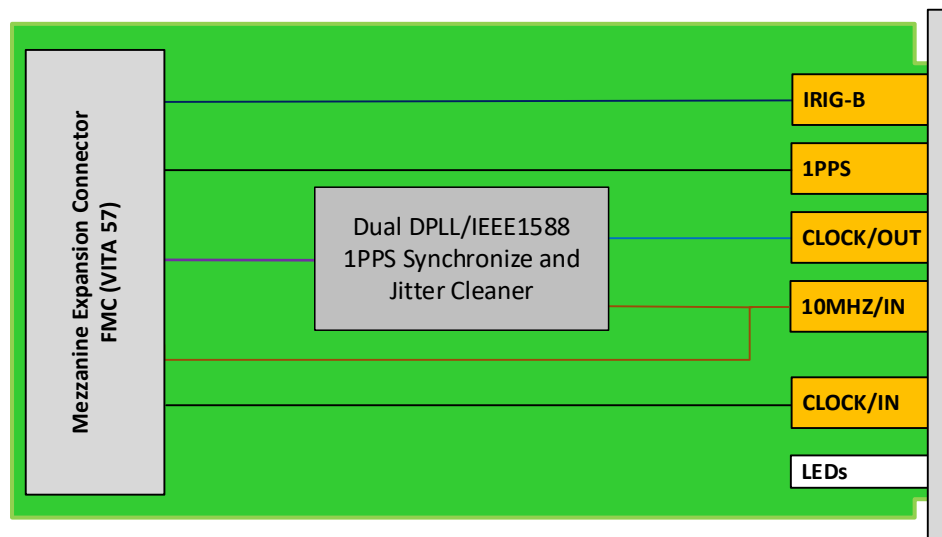 Mezzanine Expansion Connector
FMC (VITA 57)
IRIG-B
1PPS
Dual DPLL/IEEE1588
1PPS Synchronize and
Jitter Cleaner
CLOCK/OUT
10MHZ/IN
CLOCK/IN
LEDs